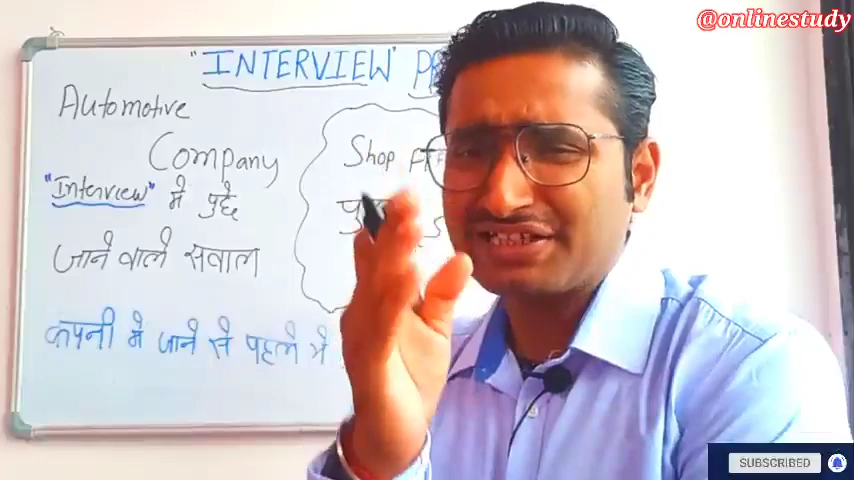 @onlinestudy
"INTERVIEW"
Automotive
Company
"Interview" मे पुछे
जाने वाले सवाल
Shop
कंपनी मे जाने से पहले ये
SUBSCRIBED